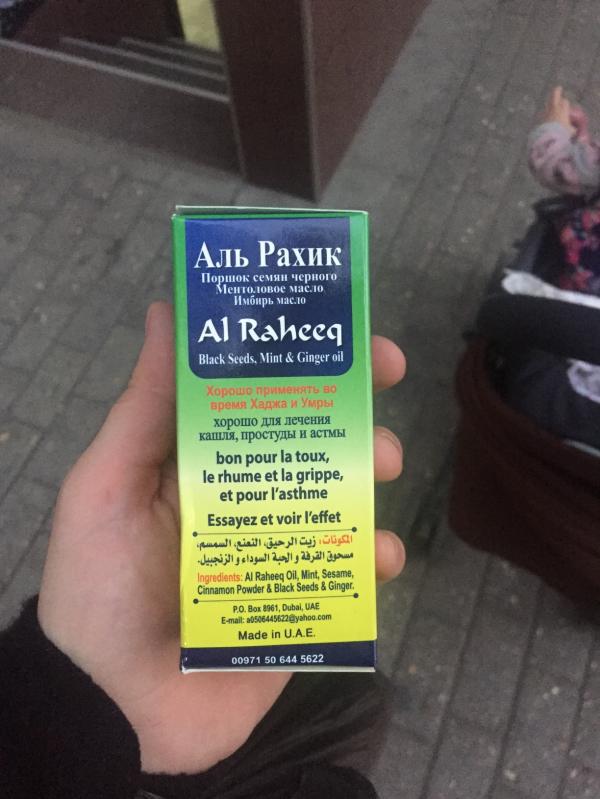 Аль Рахик
Поршок семян черного
Ментоловое масло
Имбирь масло
Al Raheeq
Black Seeds, Mint & Ginger oil
Хорошо применять во
время Хаджа и Умры
хорошо для лечения
кашля, простуды и астмы
bon pour la toux,
le rhume et la grippe,
et pour l'asthme
Essayez et voir l'effet
المكونات: زيت الرحيق، النعنع، السمسم،
مسحوق القرفة و الحبة السوداء و الزنجبيل.
Ingredients: Al Raheeq Oil, Mint, Sesame,
Cinnamon Powder & Black Seeds & Ginger.
P.O. Box 8961, Dubai, UAE
E-mail: a0506445622@yahoo.com
Made in U.A.E.
00971 50 644 5622